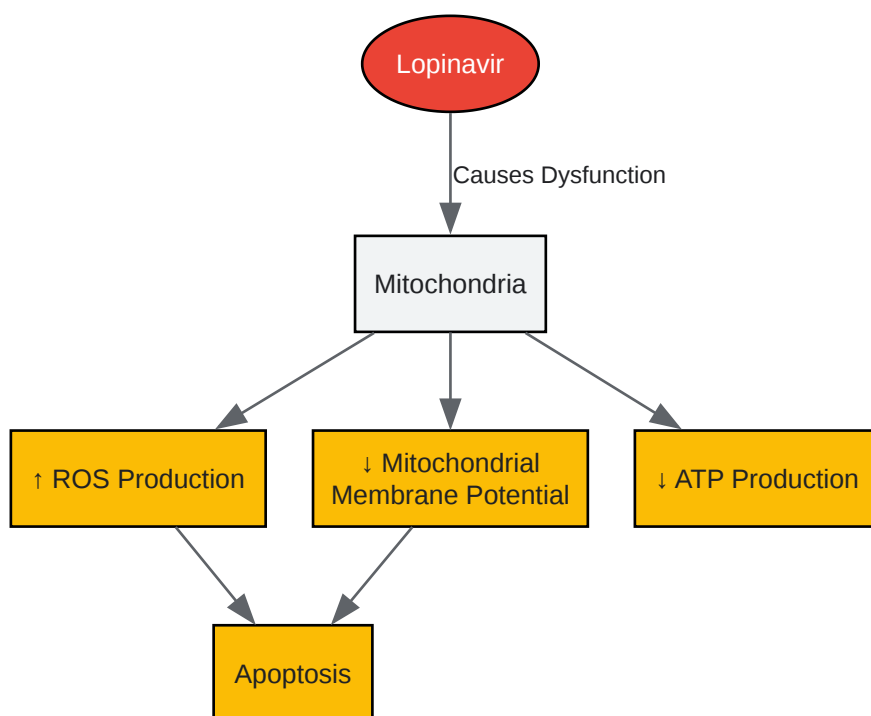 Lopinavir
Causes Dysfunction
Mitochondria
↑ ROS Production
↓ Mitochondrial
Membrane Potential
↓ ATP Production
Apoptosis